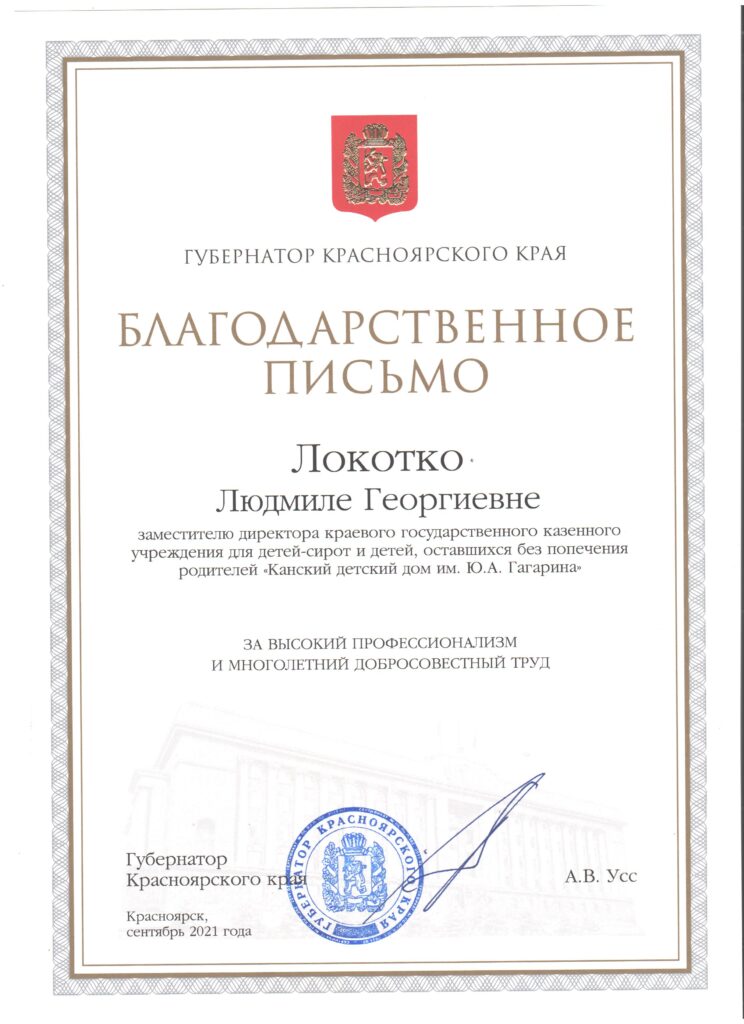 ГУБЕРНАТОР КРАСНОЯРСКОГО КРАЯ
БЛАГОДАРСТВЕННОЕ
ПИСЬМО
Локотко
Людмиле Георгиевне
заместителю директора краевого государственного казенного
учреждения для детей-сирот и детей, оставшихся без попечения
родителей «Канский детский дом им. Ю.А. Гагарина»
ЗА ВЫСОКИЙ ПРОФЕССИОНАЛИЗМ
И МНОГОЛЕТНИЙ ДОБРОСОВЕСТНЫЙ ТРУД
Губернатор
Красноярского края
А.В. Усс
ГУБЕРНАТОР КРАСНОЯРСКОГО КРАЯ
Красноярск,
сентябрь 2021 года